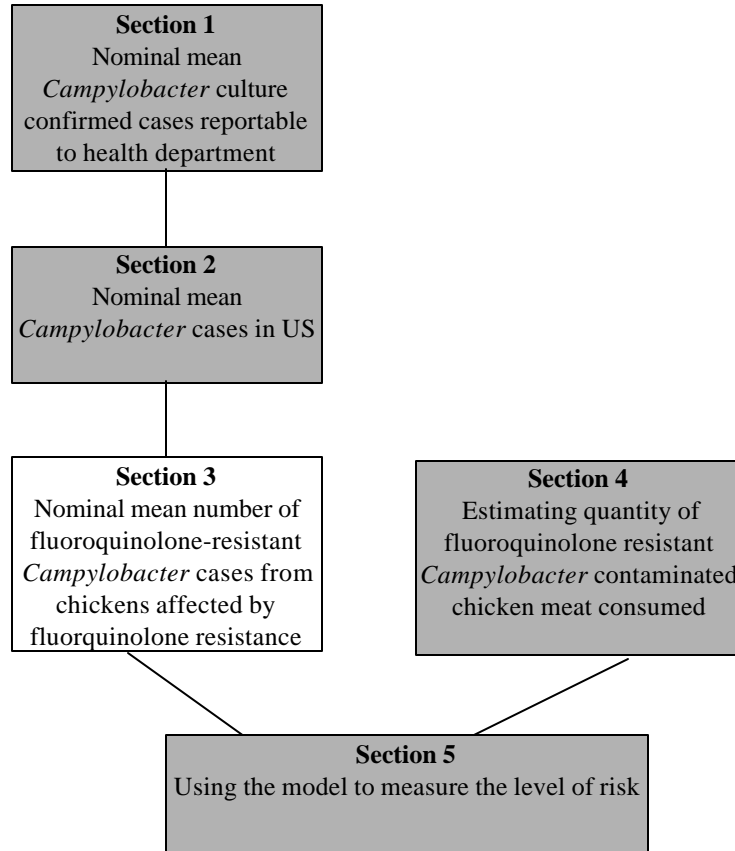 Section 1
Nominal mean
Campylobacter culture
confirmed cases reportable
to health department
Section 2
Nominal mean
Campylobacter cases in US
Section 3
Nominal mean number of
fluoroquinolone-resistant
Campylobacter cases from
chickens affected by
fluorquinolone resistance
Section 4
Estimating quantity of
fluoroquinolone resistant
Campylobacter contaminated
chicken meat consumed
Section 5
Using the model to measure the level of risk